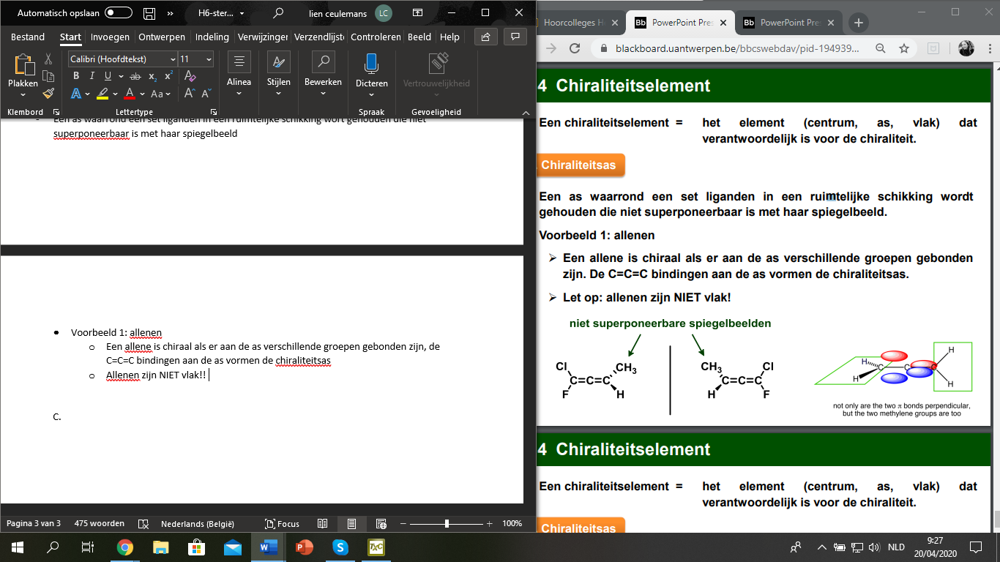 Automatisch opslaan
H6-ster...
lien ceulemans
LC
Bestand Start Invoegen Ontwerpen Indeling Verwijzingen Verzendlijste Controleren Beeld Help
Plakken
Klembord
Calibri (Hoofdtekst) 11
B I U ab x₂ x²
A A Aa A A
Lettertype
Alinea
Stijlen
Bewerken
Dicteren
Spraak
Vertrouwelijkheid
Gevoeligheid
Een as waarrond een set liganden in een ruimtelijke schikking wort gehouden die niet
superponeerbaar is met haar spiegelbeeld
Voorbeeld 1: allenen
Een allene is chiraal als er aan de as verschillende groepen gebonden zijn, de
C=C=C bindingen aan de as vormen de chiraliteitsas
Allenen zijn NIET vlak!!
C.
Pagina 3 van 3 475 woorden Nederlands (België) Focus 100%
Hoorcolleges H
Bb PowerPoint Pres
Bb PowerPoint Pres
blackboard.uantwerpen.be/bbcswebdav/pid-194939...
4 Chiraliteitselement
Een chiraliteitselement = het element (centrum, as, vlak) dat
verantwoordelijk is voor de chiraliteit.
Chiraliteitsas
Een as waarrond een set liganden in een ruimtelijke schikking wordt
gehouden die niet superponeerbaar is met haar spiegelbeeld.
Voorbeeld 1: allenen
Een allene is chiraal als er aan de as verschillende groepen gebonden
zijn. De C=C=C bindingen aan de as vormen de chiraliteitsas.
Let op: allenen zijn NIET vlak!
niet superponeerbare spiegelbeelden
Cl CH₃
C=C=C
F H
CH₃ Cl
C=C=C
H F
H C C C H
H H
not only are the two π bonds perpendicular,
but the two methylene groups are too
4 Chiraliteitselement
Een chiraliteitselement = het element (centrum, as, vlak) dat
verantwoordelijk is voor de chiraliteit.
Chiraliteitsas
NLD
9:27
20/04/2020